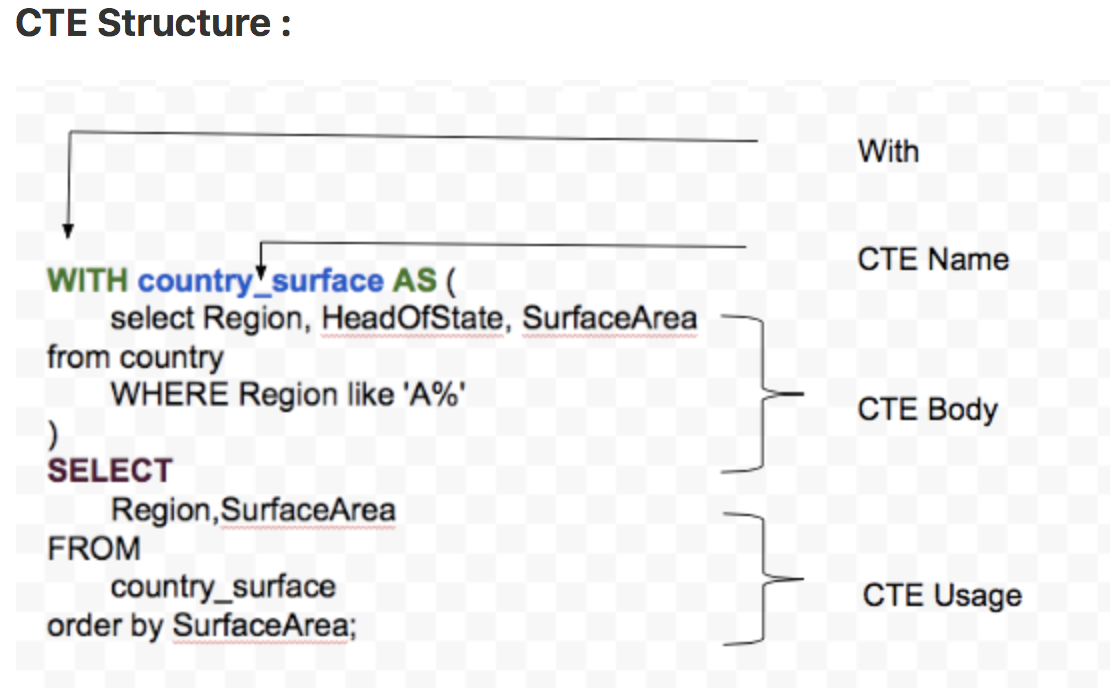 CTE Structure :
With
CTE Name
WITH country_surface AS (
select Region, HeadOfState, SurfaceArea
from country
WHERE Region like 'A%'
)
CTE Body
SELECT
Region,SurfaceArea
FROM
country_surface
order by SurfaceArea;
CTE Usage